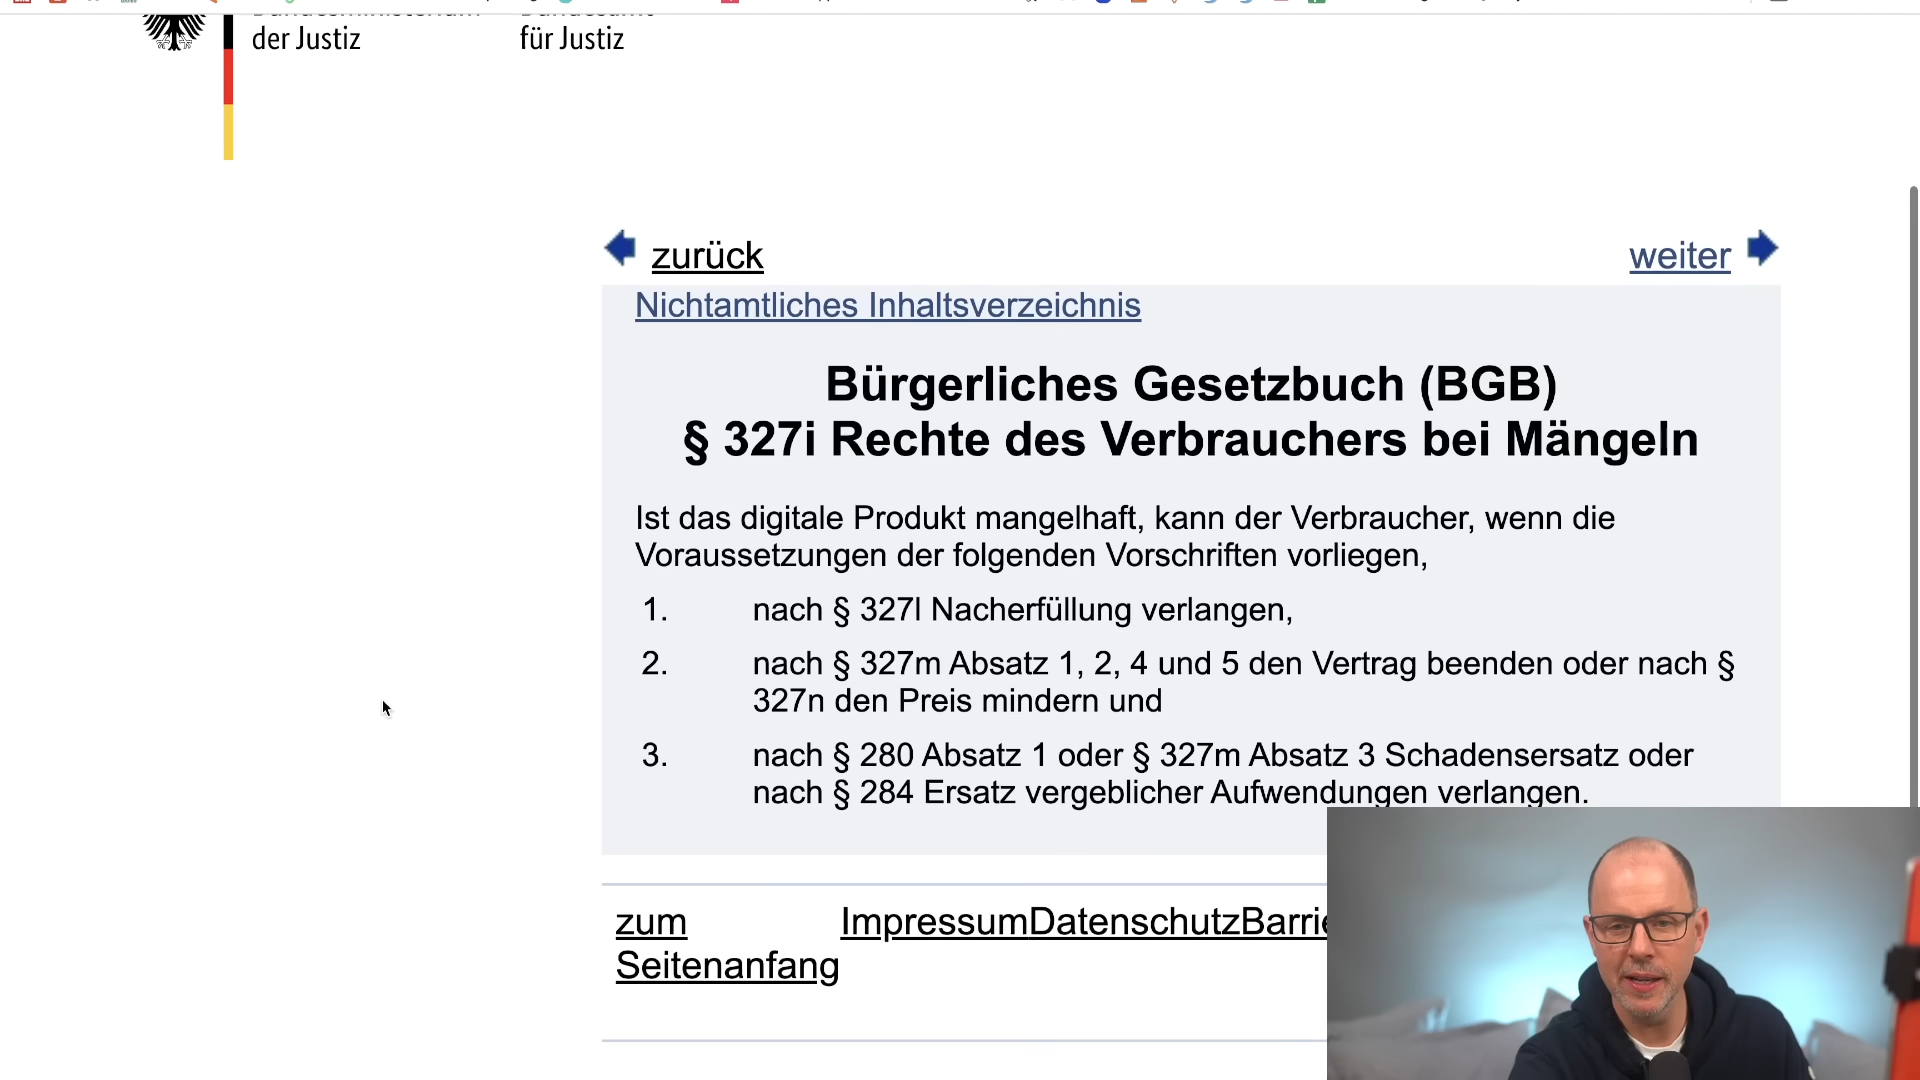 der Justiz
für Justiz
zurück
weiter
Nichtamtliches Inhaltsverzeichnis
Bürgerliches Gesetzbuch (BGB)
§ 327i Rechte des Verbrauchers bei Mängeln
Ist das digitale Produkt mangelhaft, kann der Verbraucher, wenn die
Voraussetzungen der folgenden Vorschriften vorliegen,
1. nach § 327l Nacherfüllung verlangen,
2. nach § 327m Absatz 1, 2, 4 und 5 den Vertrag beenden oder nach §
327n den Preis mindern und
3. nach § 280 Absatz 1 oder § 327m Absatz 3 Schadensersatz oder
nach § 284 Ersatz vergeblicher Aufwendungen verlangen.
zum
Seitenanfang
Impressum
Datenschutz